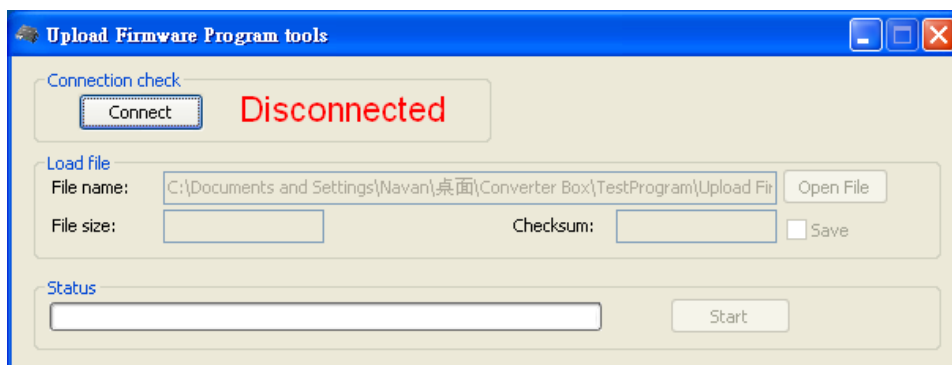 Upload Firmware Program tools
Connection check
Connect Disconnected
Load file
File name: C:\Documents and Settings\Navan\桌面\Converter Box\TestProgram\Upload Fir Open File
File size: Checksum: Save
Status
Start